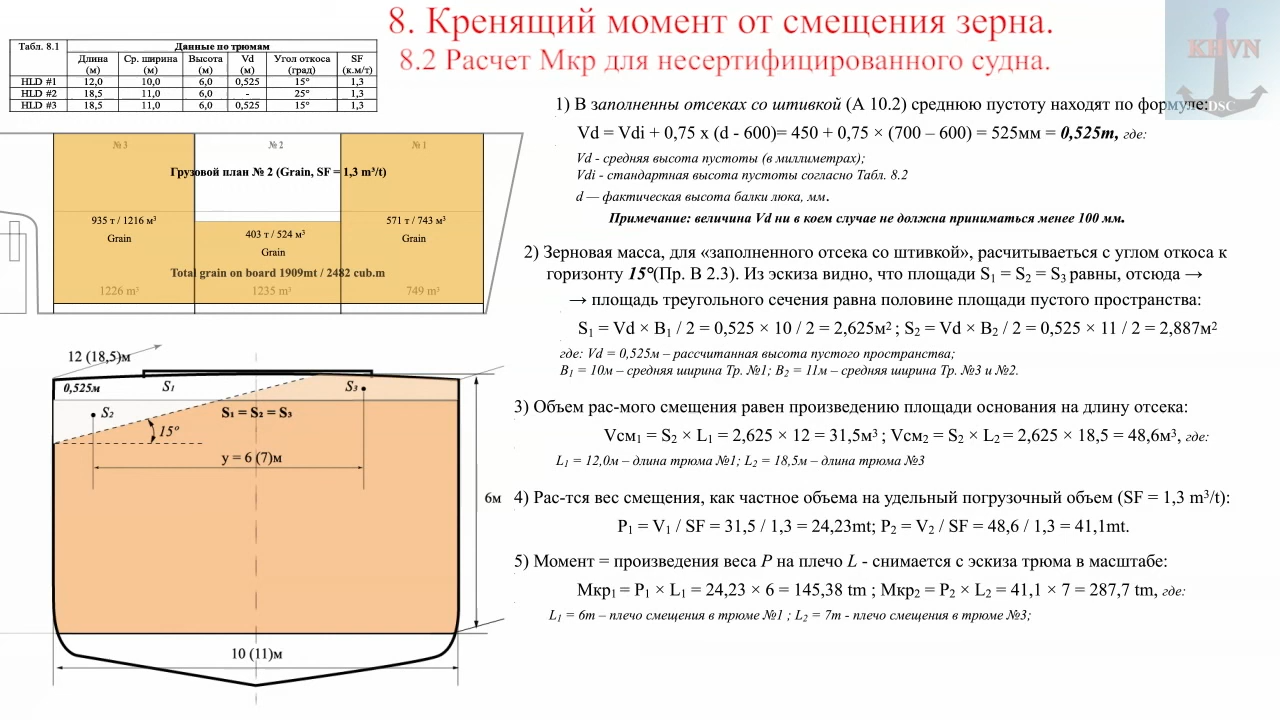 8. Кренящий момент от смещения зерна.
8.2 Расчет Мкр для несертифицированного судна.
KHVN
DSC
Табл. 8.1 Данные по трюмам
Длина (м) Ср. ширина (м) Высота (м) Vd (м) Угол откоса (град) SF (к.м/т)
HLD #1 12,0 10,0 6,0 0,525 15° 1,3
HLD #2 18,5 11,0 6,0 - 25° 1,3
HLD #3 18,5 11,0 6,0 0,525 15° 1,3
№ 3 № 2 № 1
Грузовой план № 2 (Grain, SF = 1,3 m³/t)
935 т / 1216 м³ 571 т / 743 м³
Grain Grain
403 т / 524 м³
Grain
Total grain on board 1909mt / 2482 cub.m
1226 m³ 1235 m³ 749 m³
12 (18,5)м
0,525м S₁ S₃
S₂ S₁ = S₂ = S₃
15°
y = 6 (7)м
6м
10 (11)м
1) В заполненны отсеках со штивкой (А 10.2) среднюю пустоту находят по формуле:
Vd = Vdi + 0,75 x (d - 600)= 450 + 0,75 × (700 – 600) = 525мм = 0,525m, где:
Vd - средняя высота пустоты (в миллиметрах);
Vdi - стандартная высота пустоты согласно Табл. 8.2
d — фактическая высота балки люка, мм.
Примечание: величина Vd ни в коем случае не должна приниматься менее 100 мм.
2) Зерновая масса, для «заполненного отсека со штивкой», расчитываеться с углом откоса к
горизонту 15°(Пр. В 2.3). Из эскиза видно, что площади S₁ = S₂ = S₃ равны, отсюда →
→ площадь треугольного сечения равна половине площади пустого пространства:
S₁ = Vd × B₁ / 2 = 0,525 × 10 / 2 = 2,625м² ; S₂ = Vd × B₂ / 2 = 0,525 × 11 / 2 = 2,887м²
где: Vd = 0,525м – рассчитанная высота пустого пространства;
B₁ = 10м – средняя ширина Тр. №1; B₂ = 11м – средняя ширина Тр. №3 и №2.
3) Объем рас-мого смещения равен произведению площади основания на длину отсека:
Vсм₁ = S₂ × L₁ = 2,625 × 12 = 31,5м³ ; Vсм₂ = S₂ × L₂ = 2,625 × 18,5 = 48,6м³, где:
L₁ = 12,0м – длина трюма №1; L₂ = 18,5м – длина трюма №3
4) Рас-тся вес смещения, как частное объема на удельный погрузочный объем (SF = 1,3 m³/t):
P₁ = V₁ / SF = 31,5 / 1,3 = 24,23mt; P₂ = V₂ / SF = 48,6 / 1,3 = 41,1mt.
5) Момент = произведения веса P на плечо L - снимается с эскиза трюма в масштабе:
Мкр₁ = P₁ × L₁ = 24,23 × 6 = 145,38 tm ; Мкр₂ = P₂ × L₂ = 41,1 × 7 = 287,7 tm, где:
L₁ = 6m – плечо смещения в трюме №1 ; L₂ = 7m - плечо смещения в трюме №3;